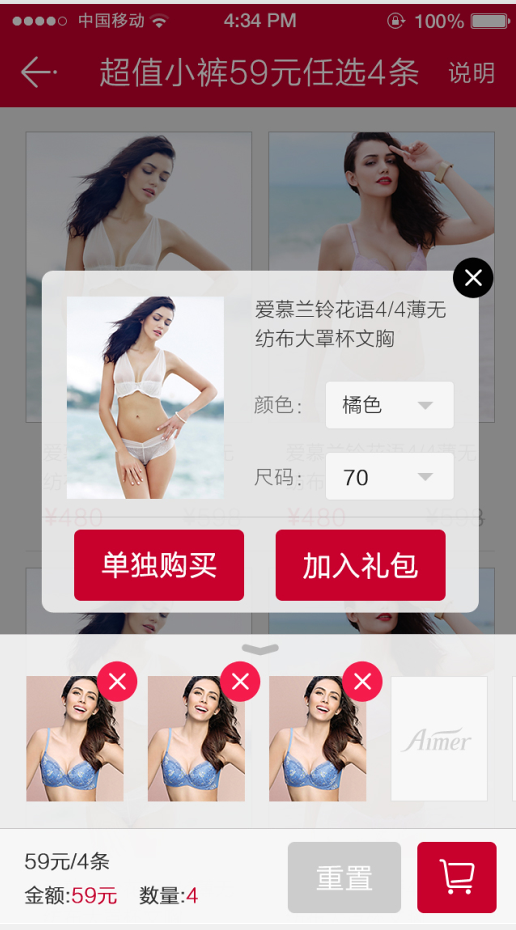 中国移动 4:34 PM 100%
超值小裤59元任选4条 说明
爱慕兰铃花语4/4薄无
纺布大罩杯文胸
颜色: 橘色
尺码: 70
¥480 ¥598 ¥480 ¥598
单独购买 加入礼包
Aimer
59元/4条
金额:59元 数量:4
重置